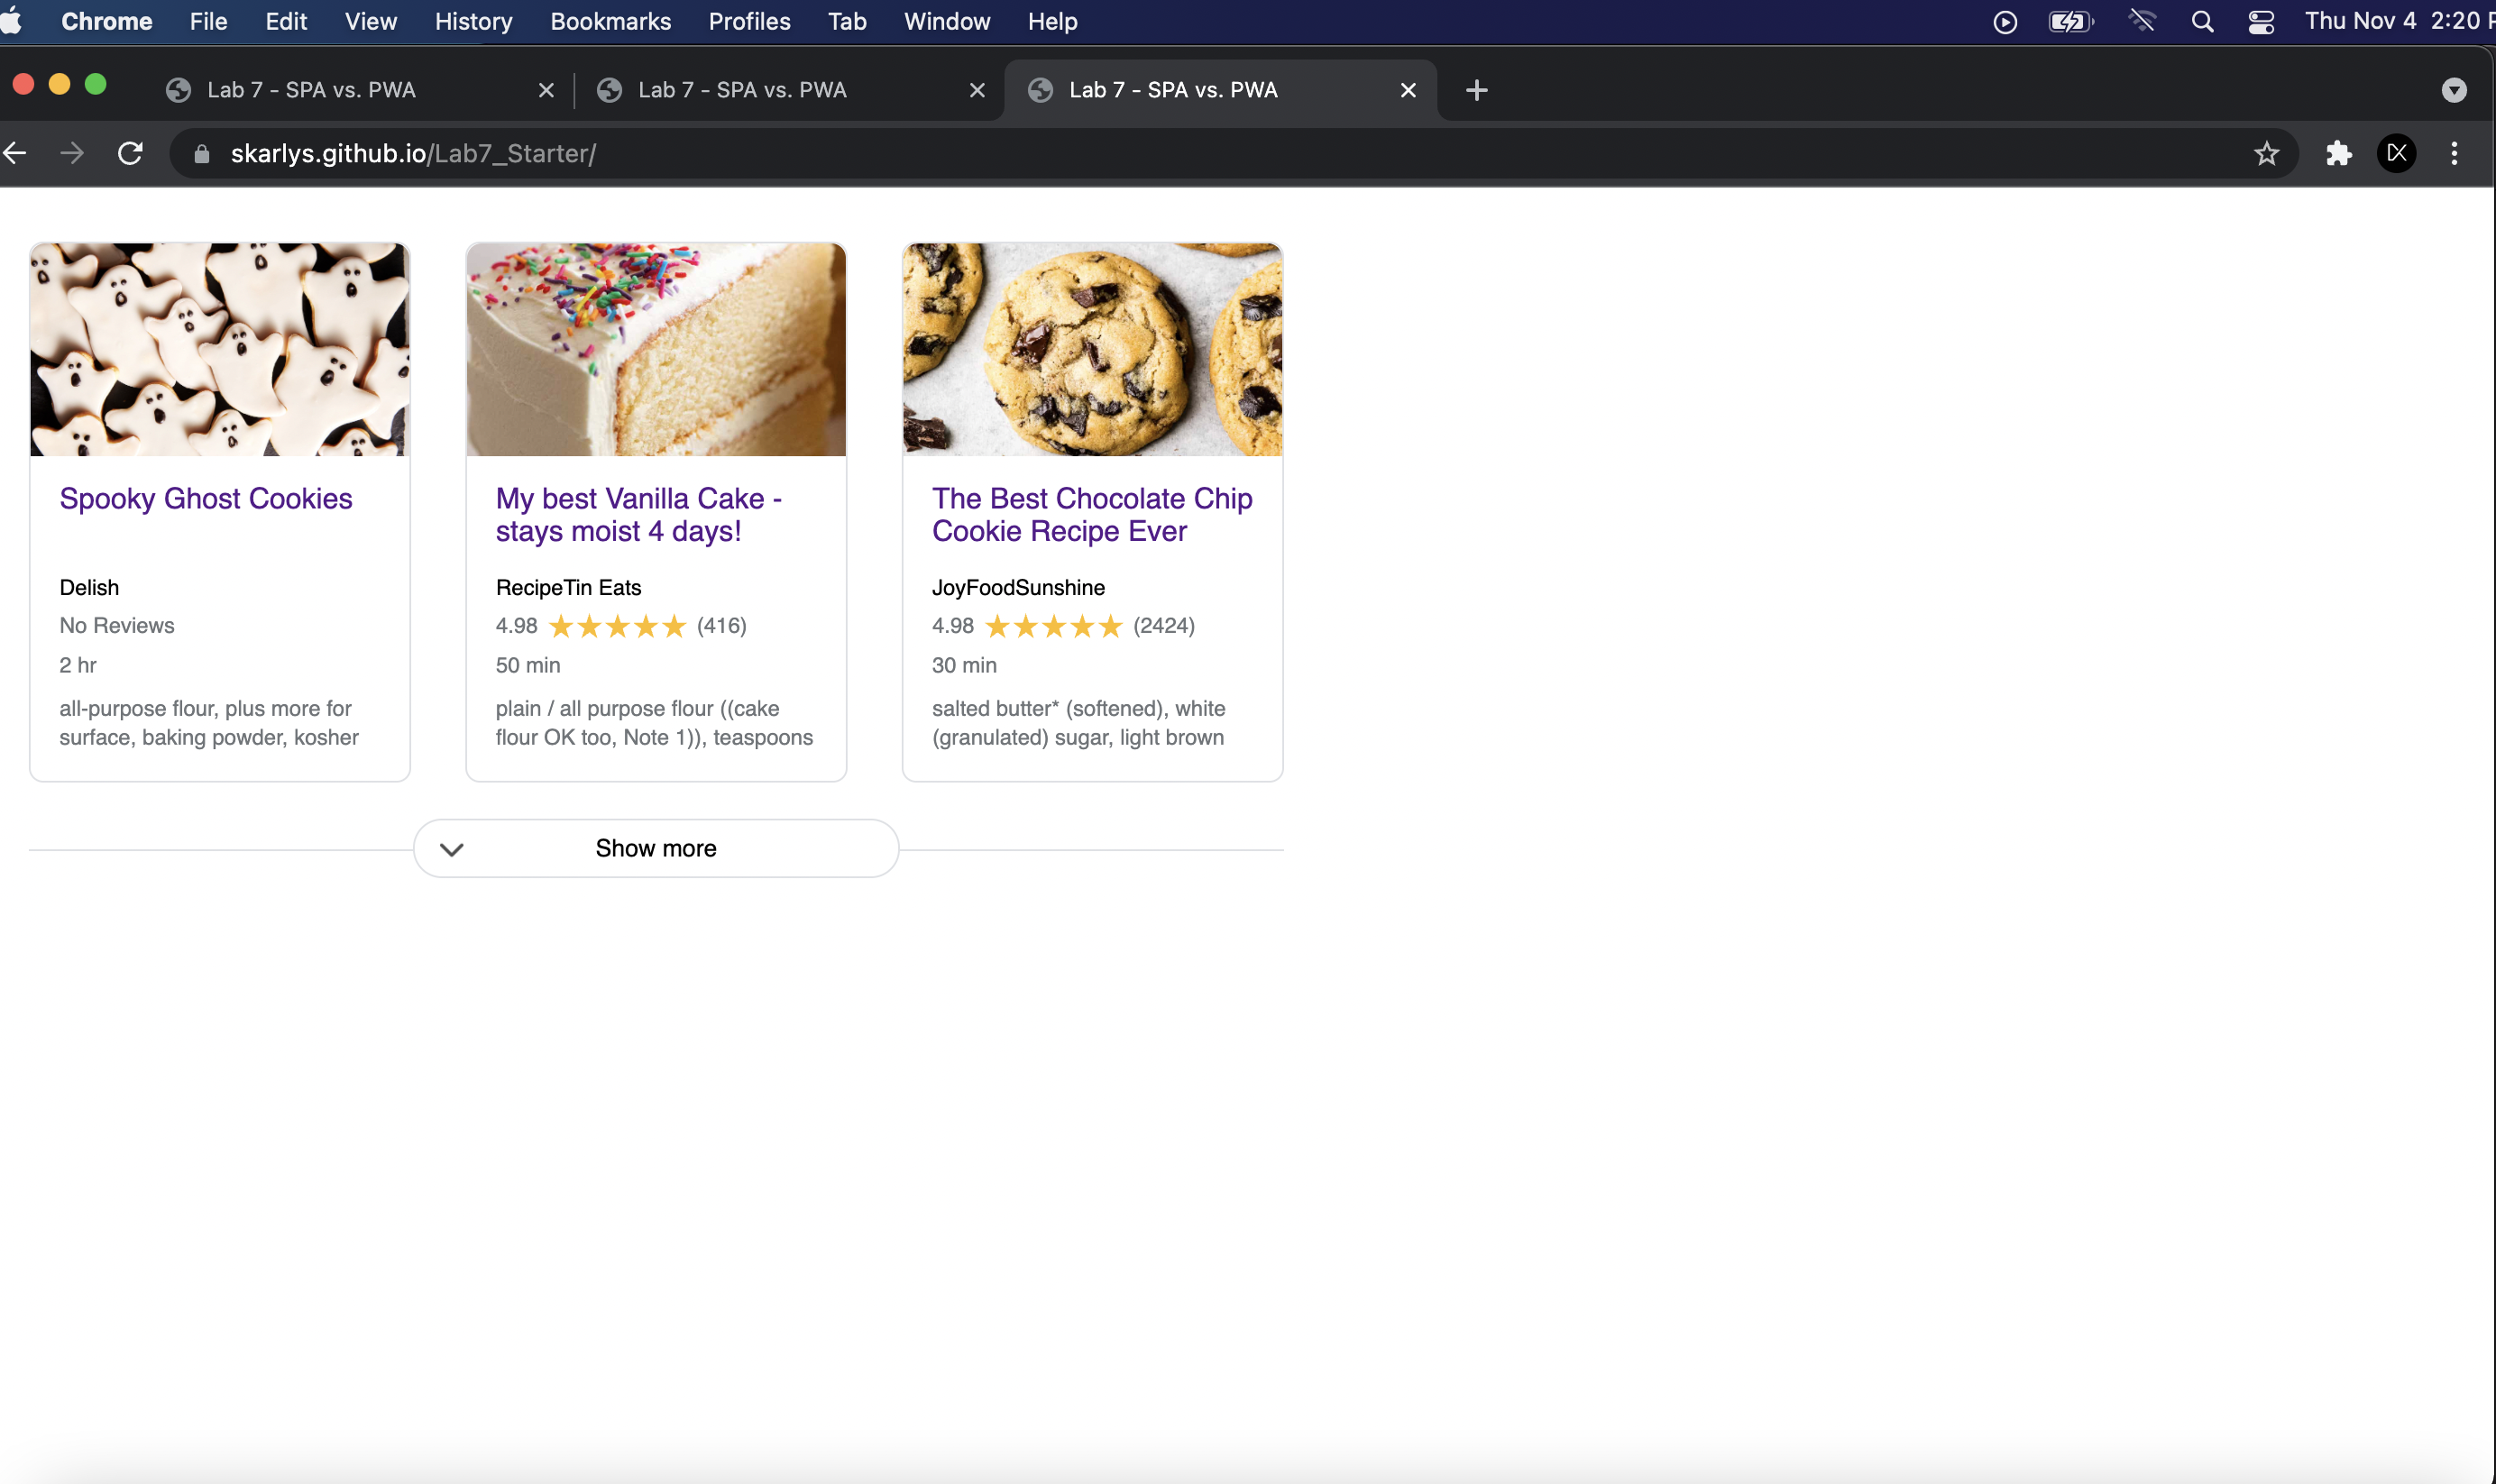 Chrome File Edit View History Bookmarks Profiles Tab Window Help Thu Nov 4 2:20 P
Lab 7 - SPA vs. PWA Lab 7 - SPA vs. PWA Lab 7 - SPA vs. PWA
skarlys.github.io/Lab7_Starter/
Spooky Ghost Cookies
Delish
No Reviews
2 hr
all-purpose flour, plus more for
surface, baking powder, kosher
My best Vanilla Cake -
stays moist 4 days!
RecipeTin Eats
4.98 ★★★★★ (416)
50 min
plain / all purpose flour ((cake
flour OK too, Note 1)), teaspoons
The Best Chocolate Chip
Cookie Recipe Ever
JoyFoodSunshine
4.98 ★★★★★ (2424)
30 min
salted butter* (softened), white
(granulated) sugar, light brown
Show more